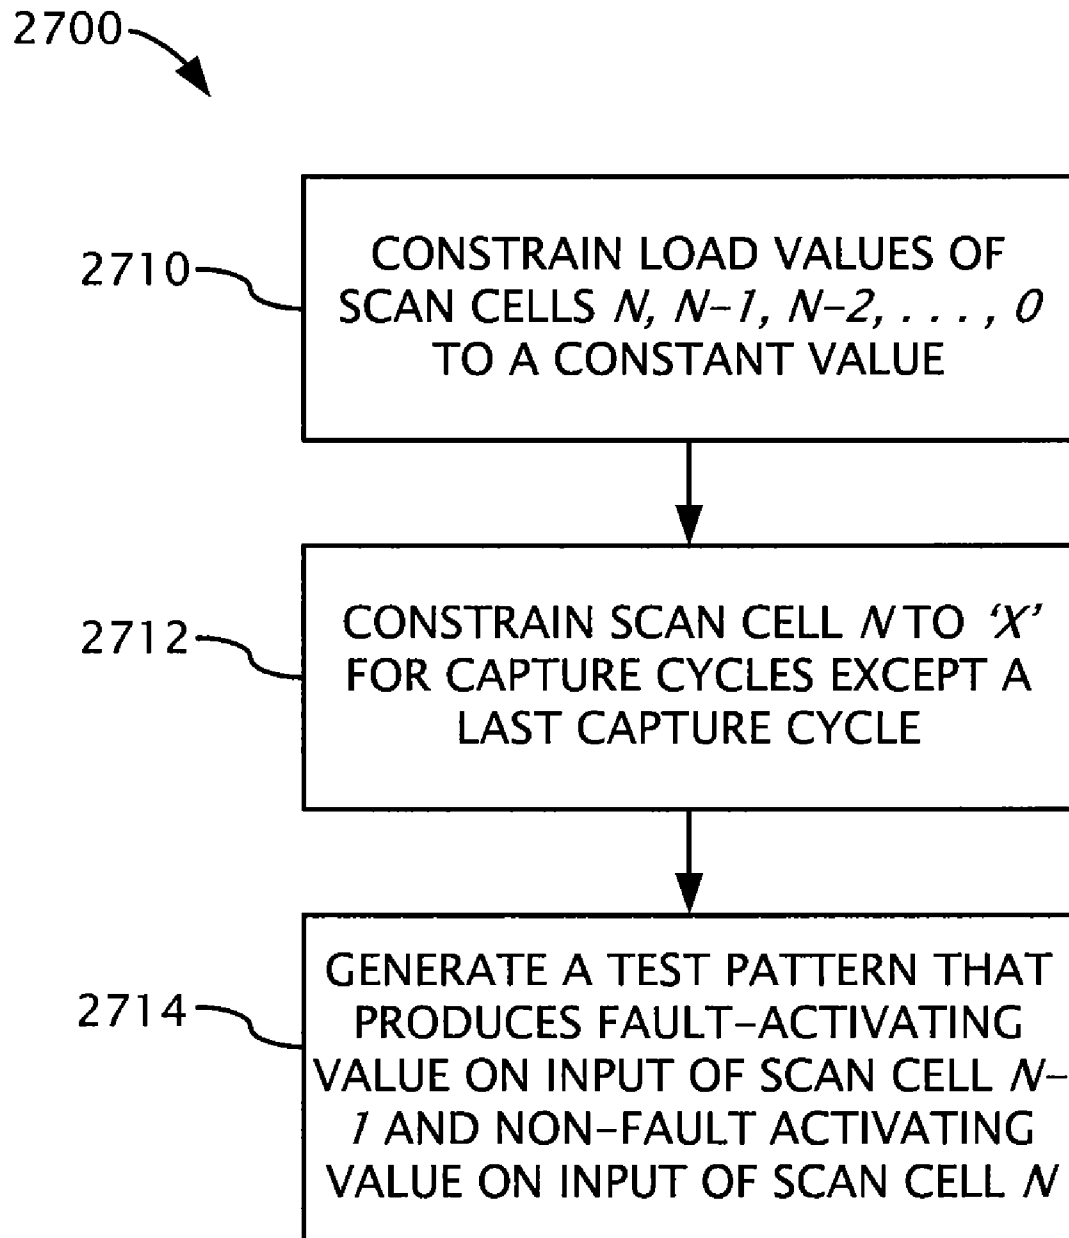 2700
2710
CONSTRAIN LOAD VALUES OF
SCAN CELLS N, N–1, N–2, . . . , 0
TO A CONSTANT VALUE
2712
CONSTRAIN SCAN CELL N TO ‘X’
FOR CAPTURE CYCLES EXCEPT A
LAST CAPTURE CYCLE
2714
GENERATE A TEST PATTERN THAT
PRODUCES FAULT–ACTIVATING
VALUE ON INPUT OF SCAN CELL N–
1 AND NON–FAULT ACTIVATING
VALUE ON INPUT OF SCAN CELL N